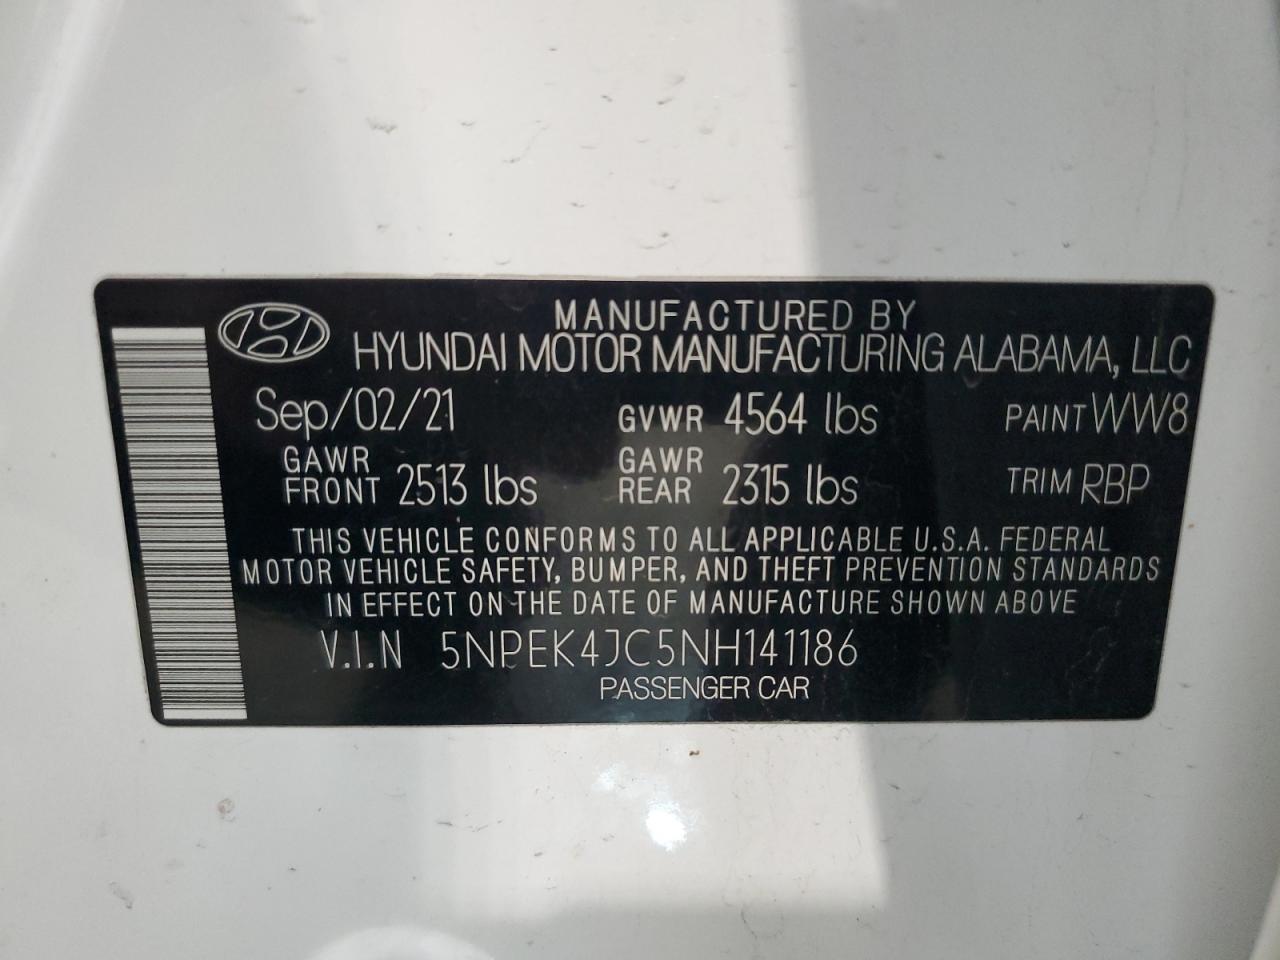 MANUFACTURED BY
HYUNDAI MOTOR MANUFACTURING ALABAMA, LLC
Sep/02/21 GVWR 4564 lbs PAINT WW8
GAWR FRONT 2513 lbs GAWR REAR 2315 lbs TRIM RBP
THIS VEHICLE CONFORMS TO ALL APPLICABLE U.S.A. FEDERAL
MOTOR VEHICLE SAFETY, BUMPER, AND THEFT PREVENTION STANDARDS
IN EFFECT ON THE DATE OF MANUFACTURE SHOWN ABOVE
V.I.N 5NPEK4JC5NH141186
PASSENGER CAR